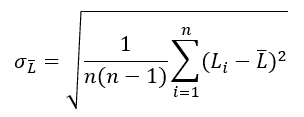 σ_L̅ = √(1/(n(n − 1)) ∑_{i=1}^{n} (L_i − L̅)²)